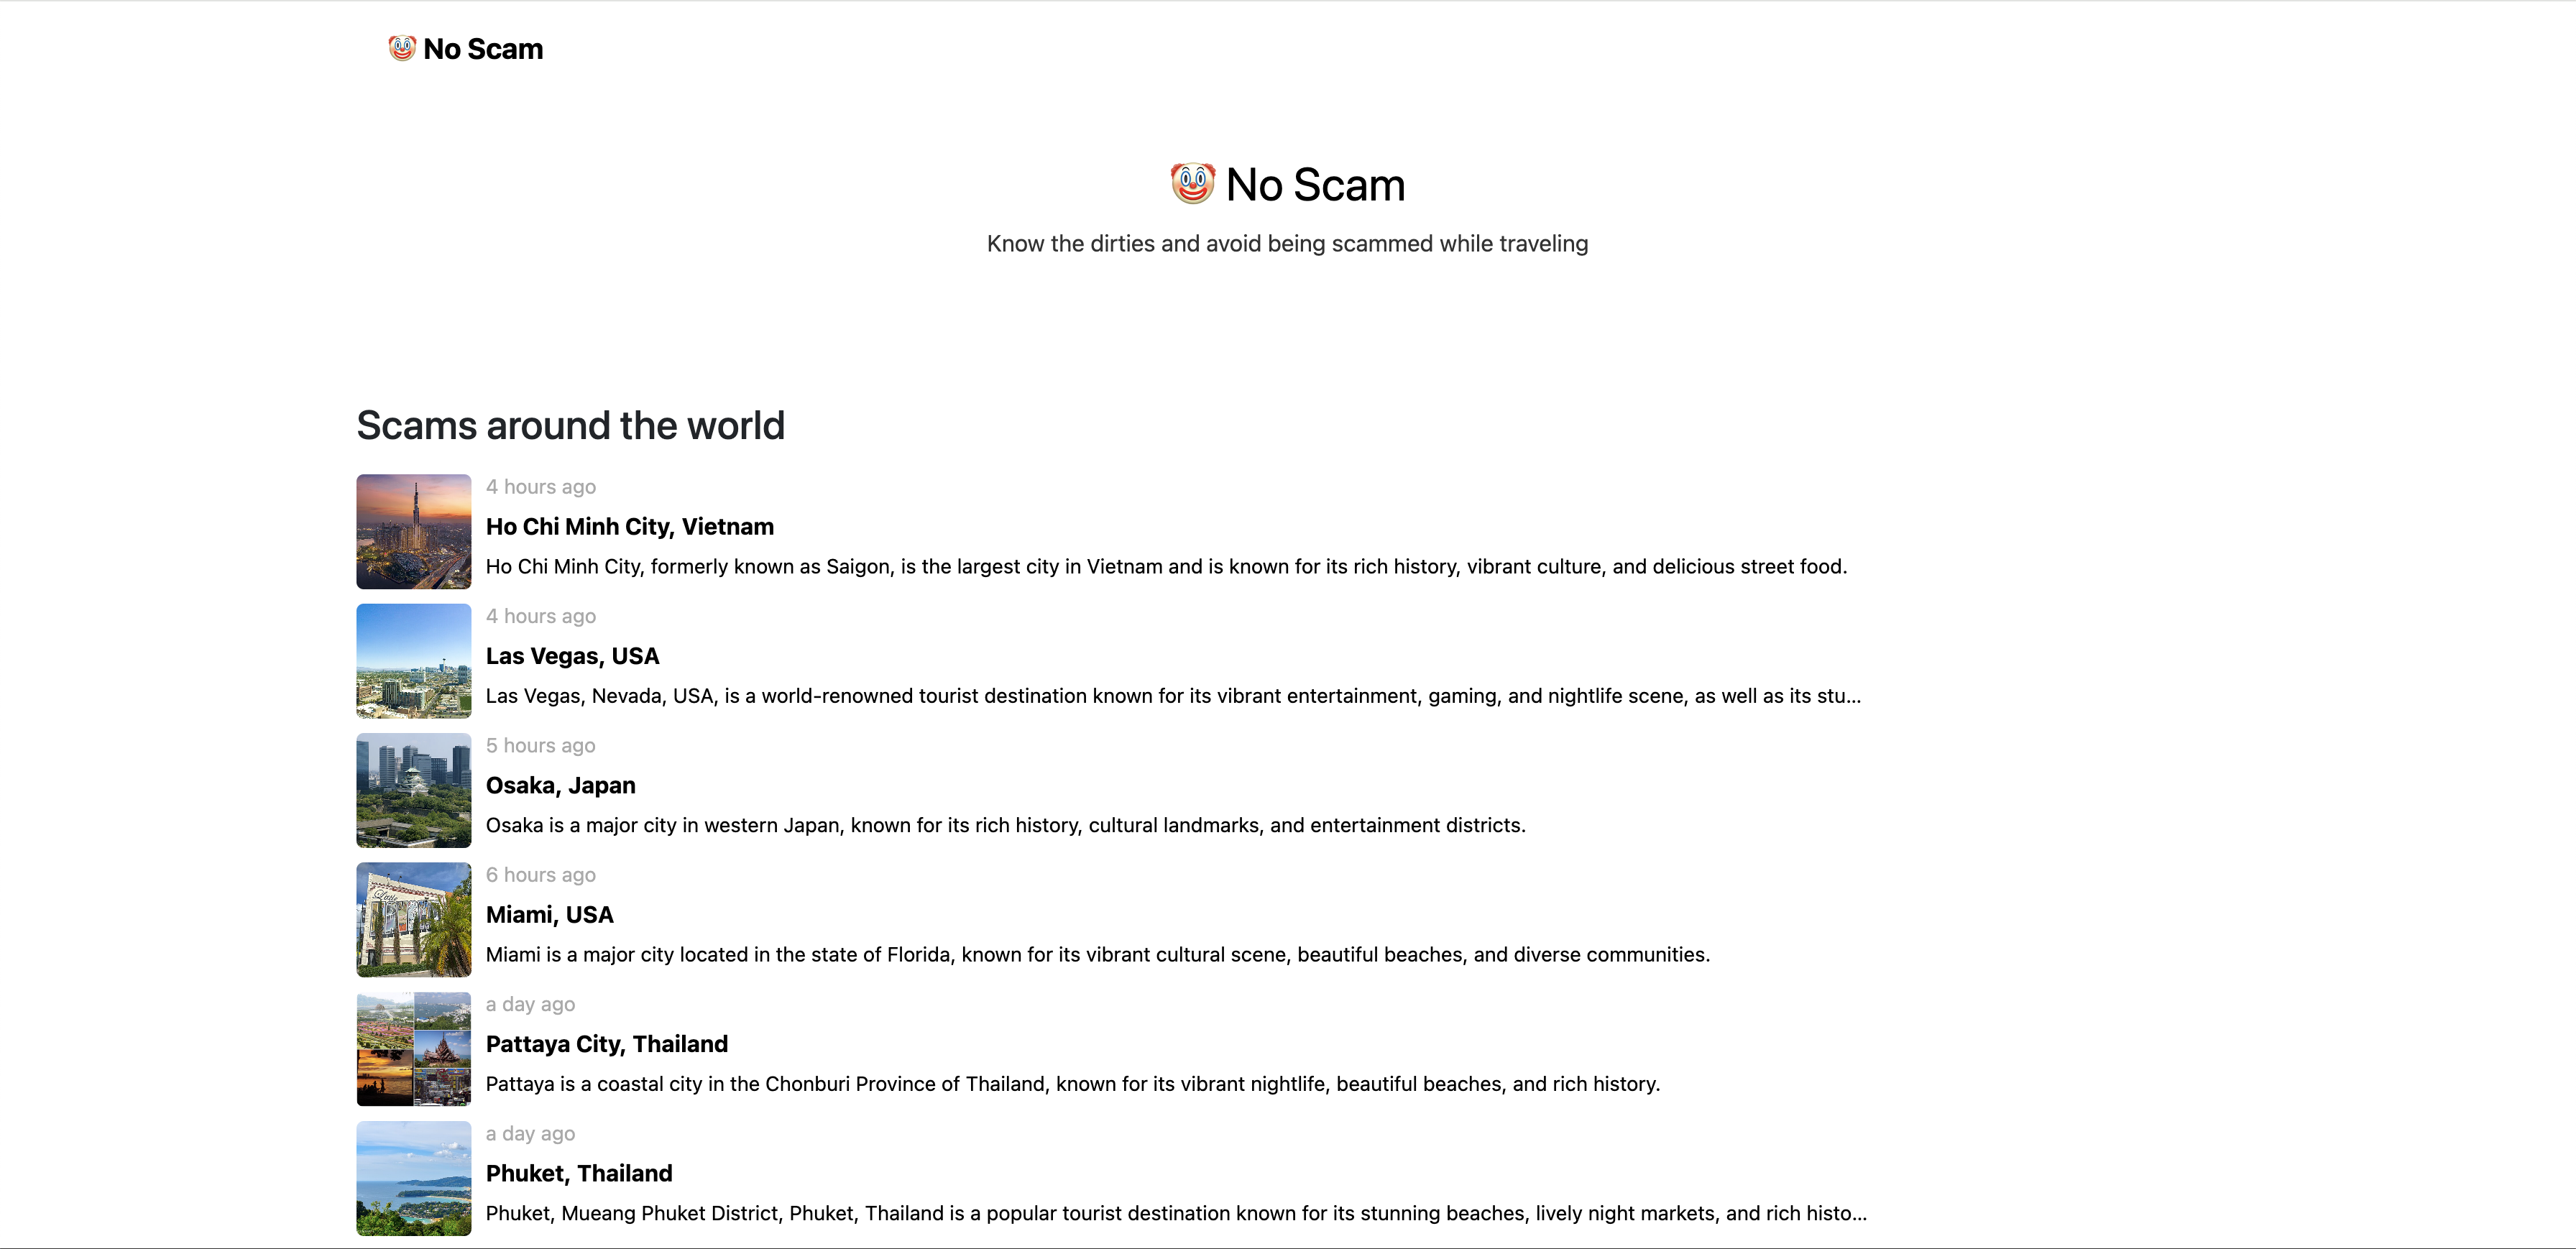 🤡 No Scam
🤡 No Scam
Know the dirties and avoid being scammed while traveling
Scams around the world
4 hours ago
Ho Chi Minh City, Vietnam
Ho Chi Minh City, formerly known as Saigon, is the largest city in Vietnam and is known for its rich history, vibrant culture, and delicious street food.
4 hours ago
Las Vegas, USA
Las Vegas, Nevada, USA, is a world-renowned tourist destination known for its vibrant entertainment, gaming, and nightlife scene, as well as its stu...
5 hours ago
Osaka, Japan
Osaka is a major city in western Japan, known for its rich history, cultural landmarks, and entertainment districts.
6 hours ago
Miami, USA
Miami is a major city located in the state of Florida, known for its vibrant cultural scene, beautiful beaches, and diverse communities.
a day ago
Pattaya City, Thailand
Pattaya is a coastal city in the Chonburi Province of Thailand, known for its vibrant nightlife, beautiful beaches, and rich history.
a day ago
Phuket, Thailand
Phuket, Mueang Phuket District, Phuket, Thailand is a popular tourist destination known for its stunning beaches, lively night markets, and rich histo...